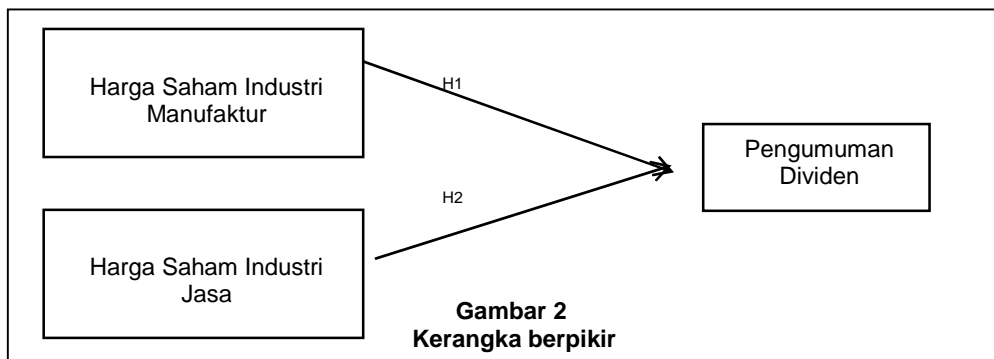 Harga Saham Industri
Manufaktur
H1
Pengumuman
Dividen
H2
Harga Saham Industri
Jasa
Gambar 2
Kerangka berpikir